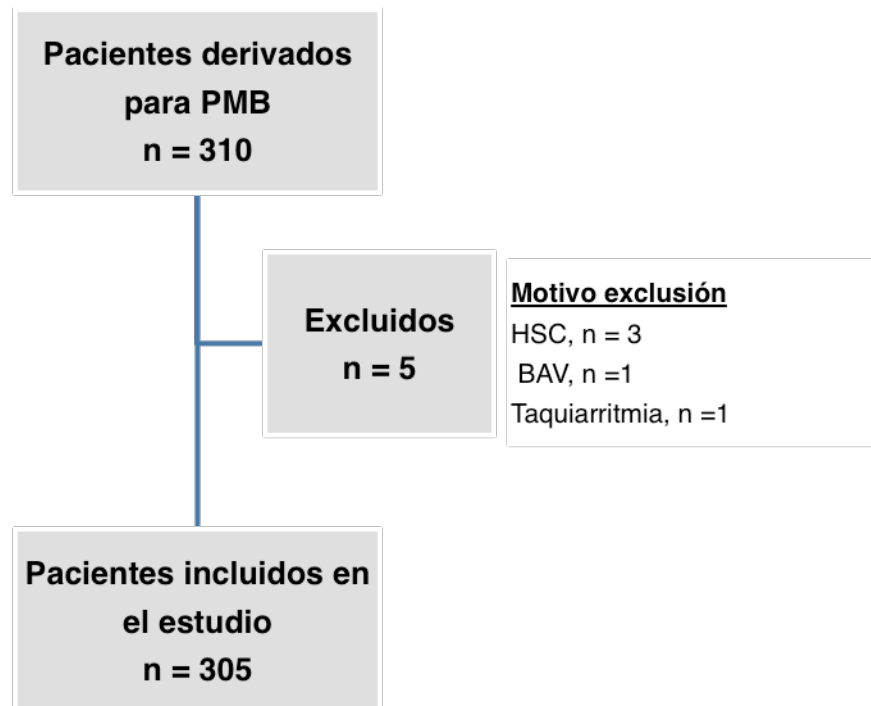 Pacientes derivados
para PMB
n = 310
Excluidos
n = 5
Motivo exclusión
HSC, n = 3
BAV, n =1
Taquiarritmia, n =1
Pacientes incluidos en
el estudio
n = 305